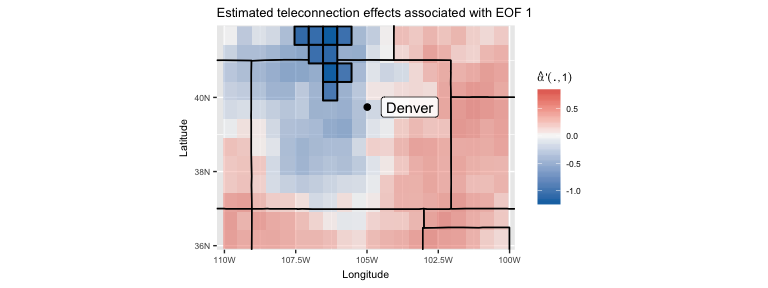 Estimated teleconnection effects associated with EOF 1
α̂'(., 1)
40N
38N
36N
Latitude
Denver
0.5
0.0
-0.5
-1.0
110W
107.5W
105W
102.5W
100W
Longitude